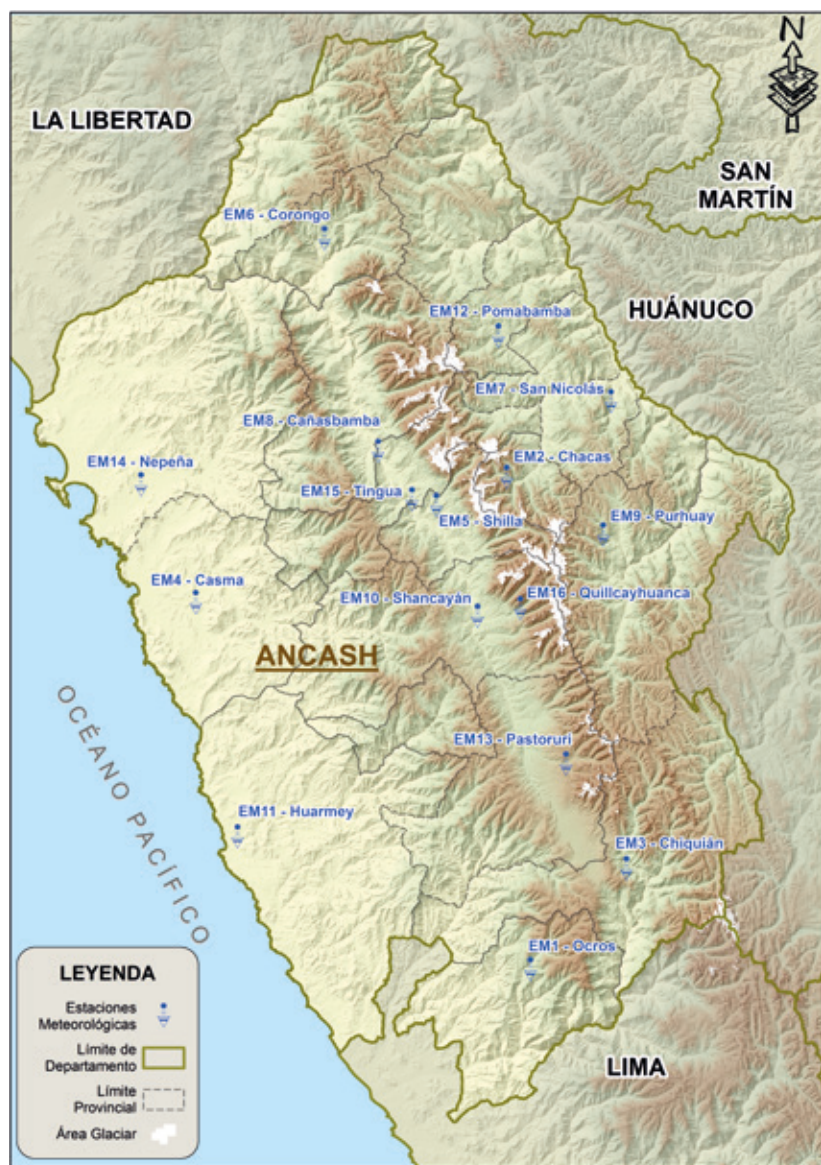 N
LA LIBERTAD
SAN
MARTÍN
EM6 - Corongo
HUÁNUCO
EM12 - Pomabamba
EM7 - San Nicolás
EM8 - Cañasbamba
EM14 - Nepeña
EM2 - Chacas
EM15 - Tingua
EM5 - Shilla
EM9 - Purhuay
EM4 - Casma
EM10 - Shancayán
EM16 - Quillcayhuanca
ANCASH
OCÉANO PACÍFICO
EM13 - Pastoruri
EM11 - Huarmey
EM3 - Chiquián
EM1 - Ocros
LIMA
LEYENDA
Estaciones
Meteorológicas
Límite de
Departamento
Límite
Provincial
Área Glaciar